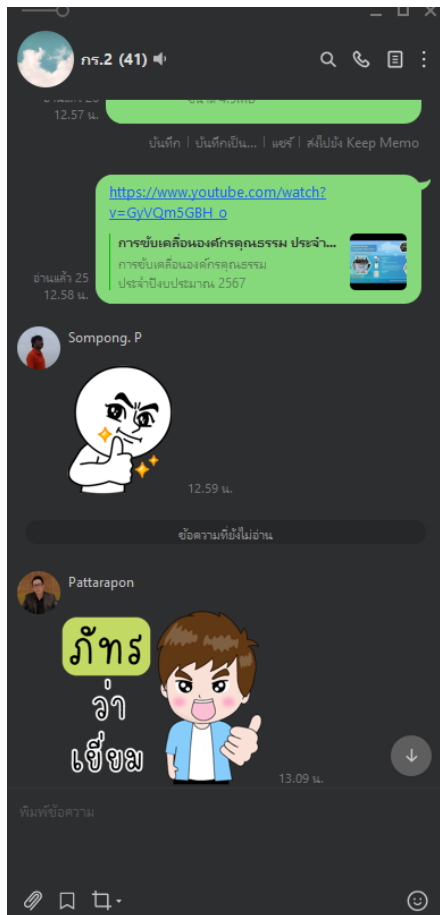 กร.2 (41)
12.57 น.
บันทึก | บันทึกเป็น... | แชร์ | ส่งไปยัง Keep Memo
https://www.youtube.com/watch?
v=GyVQm5GBH_o
การขับเคลื่อนองค์กรคุณธรรม ประจำ...
การขับเคลื่อนองค์กรคุณธรรม
ประจำปีงบประมาณ 2567
อ่านแล้ว 25
12.58 น.
Sompong. P
12.59 น.
ข้อความที่ยังไม่อ่าน
Pattarapon
ภัทร
ว่า
เยี่ยม
13.09 น.
พิมพ์ข้อความ